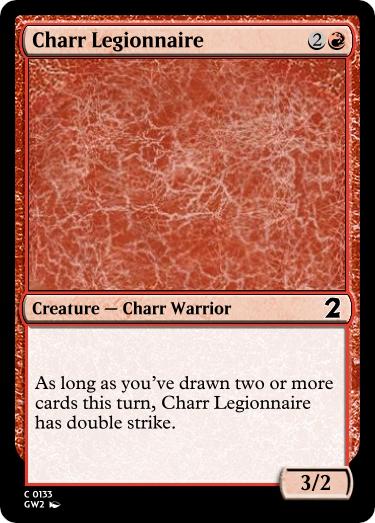 Charr Legionnaire 2
Creature — Charr Warrior 2
As long as you've drawn two or more
cards this turn, Charr Legionnaire
has double strike.
3/2
C 0133
GW2